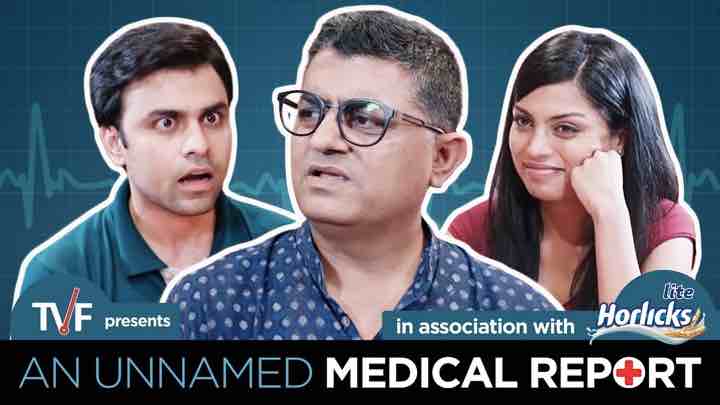 TVF presents
in association with
lite
Horlicks
AN UNNAMED MEDICAL REPORT